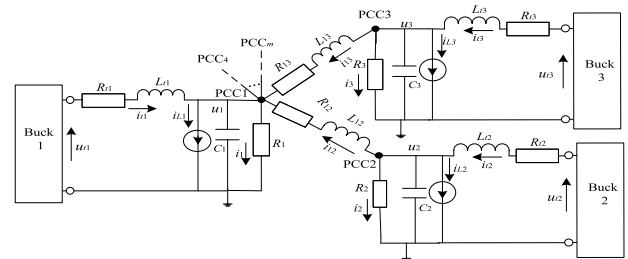 PCC3
u3
Lt3
Rt3
PCCm
L13
iL3
it3
PCC4
i13
R3
R13
C3
ut3
Buck
3
PCC1
i3
Rt1
Lt1
R12
u1
L12
it1
iL1
Buck
1
ut1
C1
i1
R1
i12
u2
Lt2
Rt2
PCC2
iL2
it2
R2
C2
ut2
Buck
2
i2